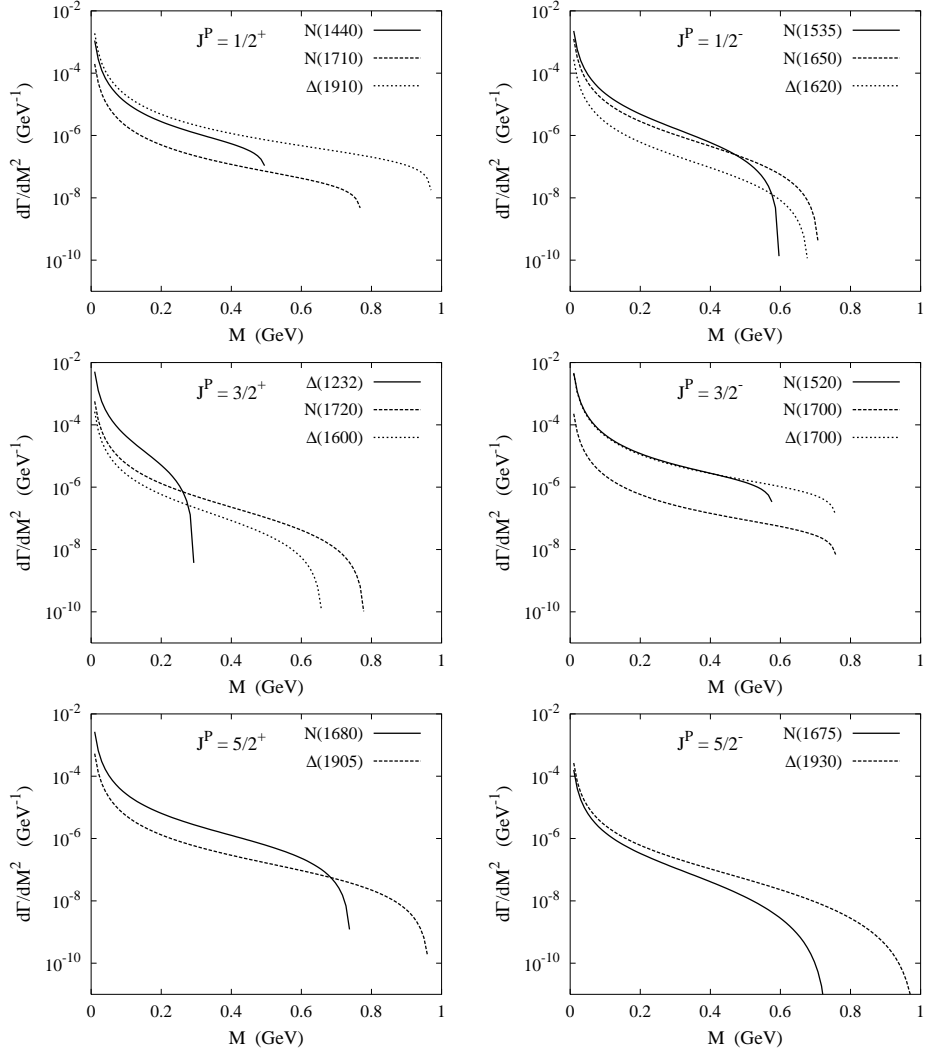 10^-2
10^-4
10^-6
10^-8
10^-10
dΓ/dM^2 (GeV^-1)
J^P = 1/2^+
N(1440)
N(1710)
Δ(1910)
0 0.2 0.4 0.6 0.8 1
M (GeV)
10^-2
10^-4
10^-6
10^-8
10^-10
dΓ/dM^2 (GeV^-1)
J^P = 1/2^-
N(1535)
N(1650)
Δ(1620)
0 0.2 0.4 0.6 0.8 1
M (GeV)
10^-2
10^-4
10^-6
10^-8
10^-10
dΓ/dM^2 (GeV^-1)
J^P = 3/2^+
Δ(1232)
N(1720)
Δ(1600)
0 0.2 0.4 0.6 0.8 1
M (GeV)
10^-2
10^-4
10^-6
10^-8
10^-10
dΓ/dM^2 (GeV^-1)
J^P = 3/2^-
N(1520)
N(1700)
Δ(1700)
0 0.2 0.4 0.6 0.8 1
M (GeV)
10^-2
10^-4
10^-6
10^-8
10^-10
dΓ/dM^2 (GeV^-1)
J^P = 5/2^+
N(1680)
Δ(1905)
0 0.2 0.4 0.6 0.8 1
M (GeV)
10^-2
10^-4
10^-6
10^-8
10^-10
dΓ/dM^2 (GeV^-1)
J^P = 5/2^-
N(1675)
Δ(1930)
0 0.2 0.4 0.6 0.8 1
M (GeV)